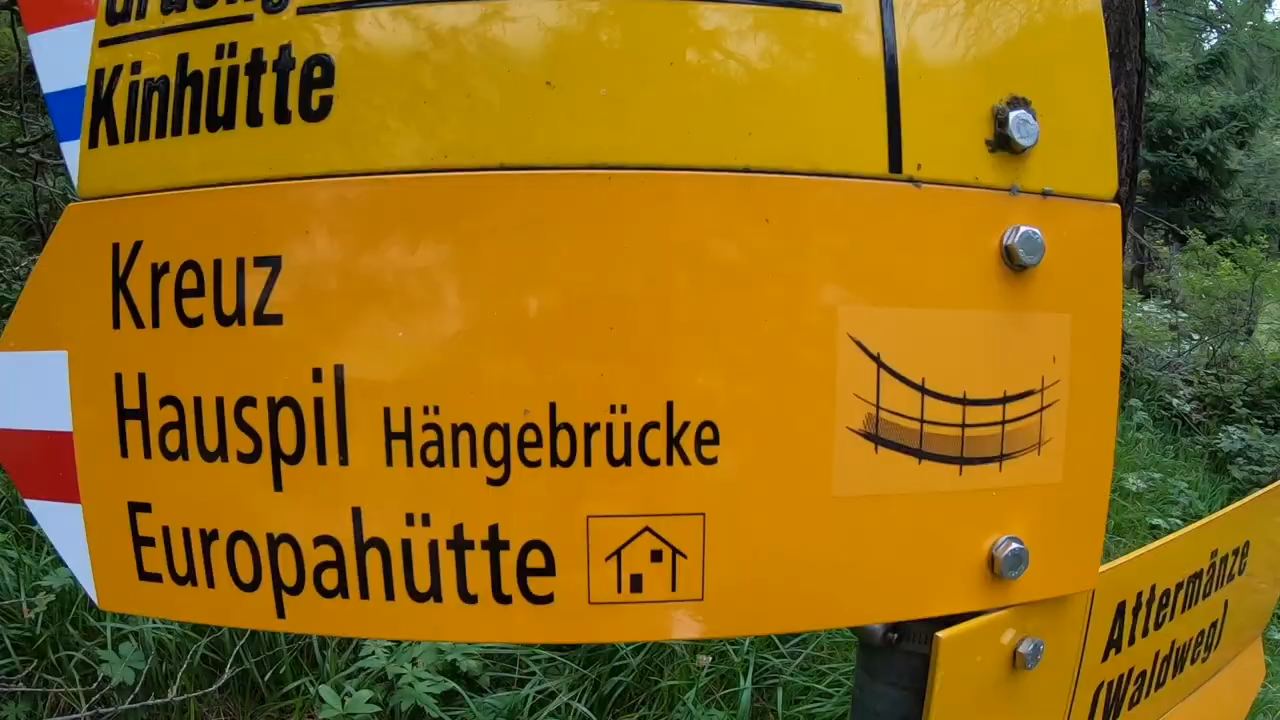 Kinhütte
Kreuz
Hauspil Hängebrücke
Europahütte
Attermänze
(Waldweg)